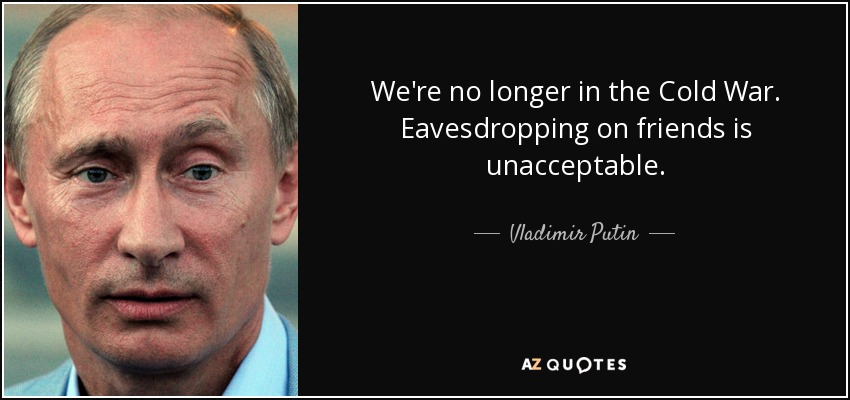 We're no longer in the Cold War.
Eavesdropping on friends is
unacceptable.
Vladimir Putin
AZ QUOTES